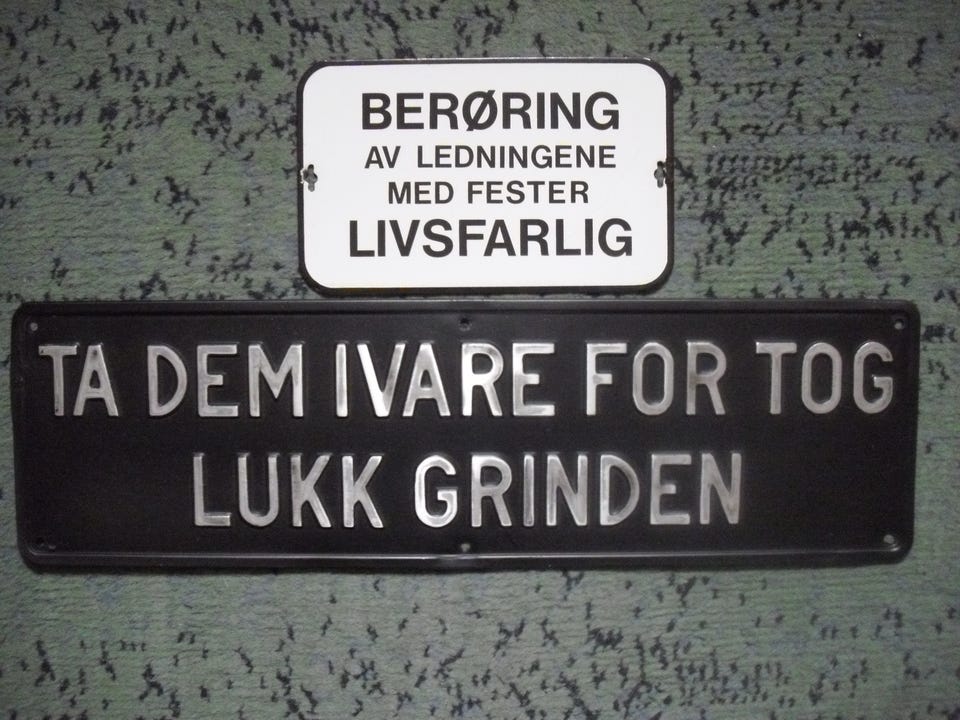 BERØRING
AV LEDNINGENE
MED FESTER
LIVSFARLIG
TA DEM IVARE FOR TOG
LUKK GRINDEN